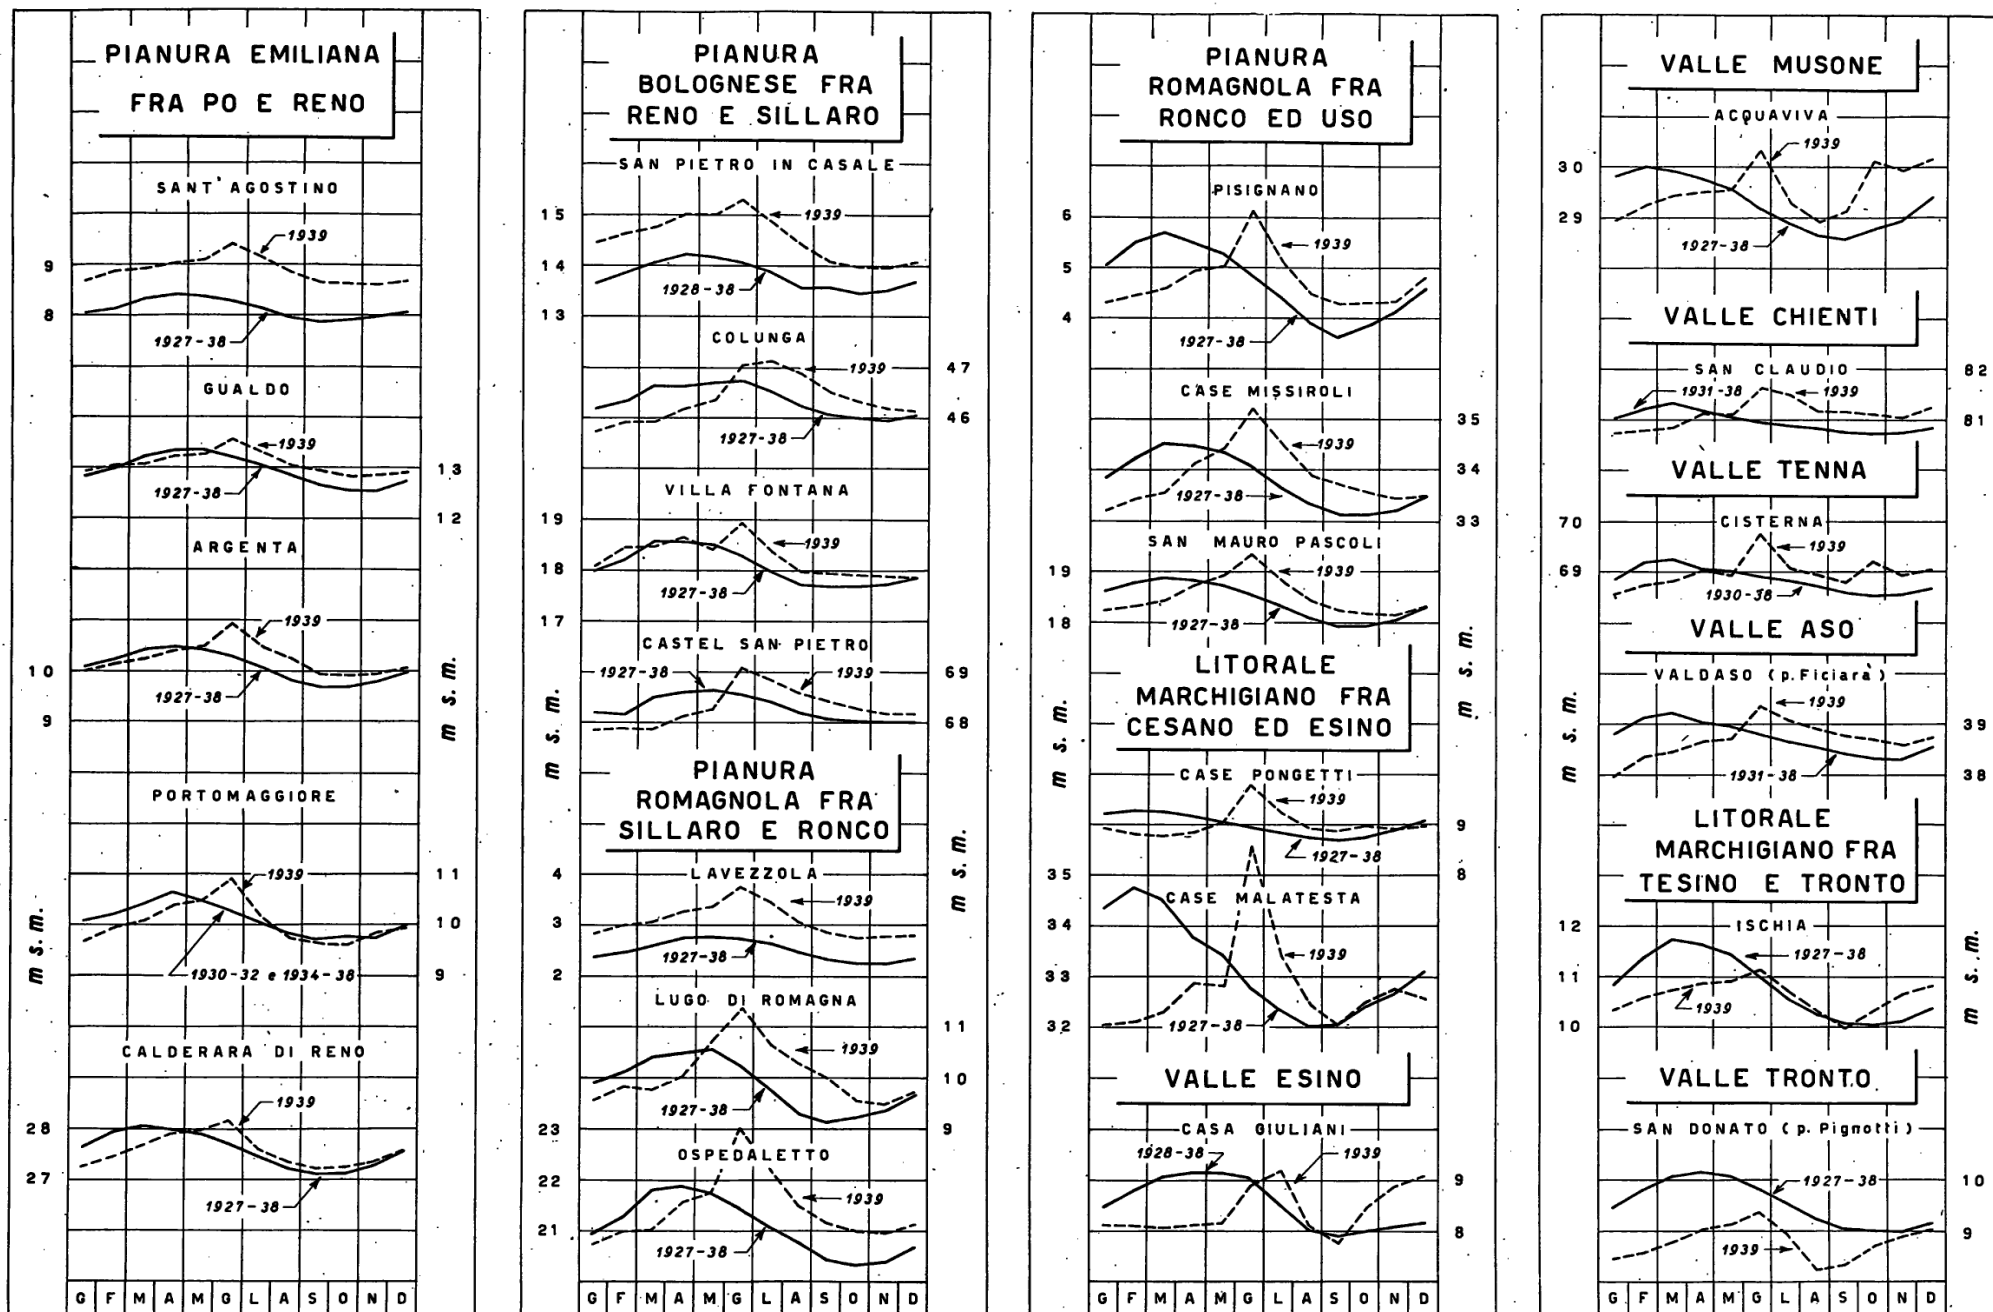 PIANURA EMILIANA
FRA PO E RENO
SANT'AGOSTINO
1939
9
8
1927-38
GUALDO
1939
13
1927-38
12
ARGENTA
1939
10
1927-38
9
m s. m.
PORTOMAGGIORE
11
1939
10
m s. m.
1930-32 e 1934-38
9
CALDERARA DI RENO
1939
28
27
1927-38
G F M A M G L A S O N D
PIANURA
BOLOGNESE FRA
RENO E SILLARO
SAN PIETRO IN CASALE
15
1939
14
1928-38
13
COLUNGA
47
1939
46
1927-38
VILLA FONTANA
19
1939
18
1927-38
17
CASTEL SAN PIETRO
1927-38
1939
69
68
m s. m.
PIANURA
ROMAGNOLA FRA
SILLARO E RONCO
m s. m.
LAVEZZOLA
4
1939
3
1927-38
2
LUGO DI ROMAGNA
11
1939
10
1927-38
9
23
OSPEDALETTO
22
1939
21
1927-38
G F M A M G L A S O N D
PIANURA
ROMAGNOLA FRA
RONCO ED USO
PISIGNANO
6
1939
5
4
1927-38
CASE MISSIROLI
35
1939
34
1927-38
33
SAN MAURO PASCOLI
19
1939
18
1927-38
m s. m.
LITORALE
MARCHIGIANO FRA
CESANO ED ESINO
m s. m.
CASE PONGETTI
1939
9
1927-38
35
8
CASE MALATESTA
34
1939
33
32
1927-38
VALLE ESINO
CASA GIULIANI
1928-38
1939
9
8
G F M A M G L A S O N D
VALLE MUSONE
ACQUAVIVA
1939
30
29
1927-38
VALLE CHIENTI
SAN CLAUDIO
82
1931-38
1939
81
VALLE TENNA
70
CISTERNA
1939
69
1930-38
VALLE ASO
VALDASO (p. Ficiarà)
1939
m s. m.
39
1931-38
38
LITORALE
MARCHIGIANO FRA
TESINO E TRONTO
12
ISCHIA
1927-38
11
1939
10
m s. m.
VALLE TRONTO
SAN DONATO (p. Pignotti)
1927-38
10
1939
9
G F M A M G L A S O N D